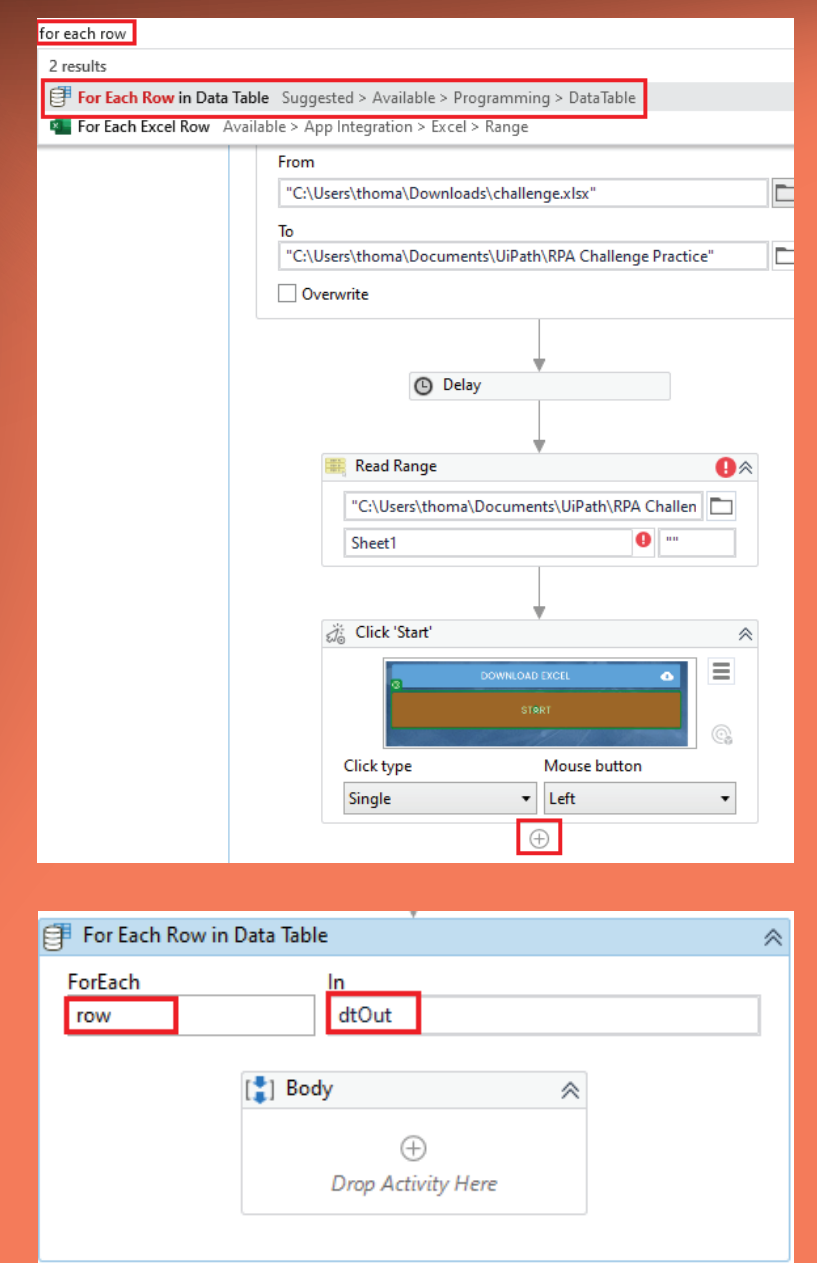 for each row
2 results
For Each Row in Data Table Suggested > Available > Programming > DataTable
For Each Excel Row Available > App Integration > Excel > Range
From
"C:\Users\thoma\Downloads\challenge.xlsx"
To
"C:\Users\thoma\Documents\UiPath\RPA Challenge Practice"
Overwrite
Delay
Read Range
"C:\Users\thoma\Documents\UiPath\RPA Challen
Sheet1 ""
Click 'Start'
DOWNLOAD EXCEL
START
Click type Mouse button
Single Left
For Each Row in Data Table
ForEach In
row dtOut
Body
Drop Activity Here